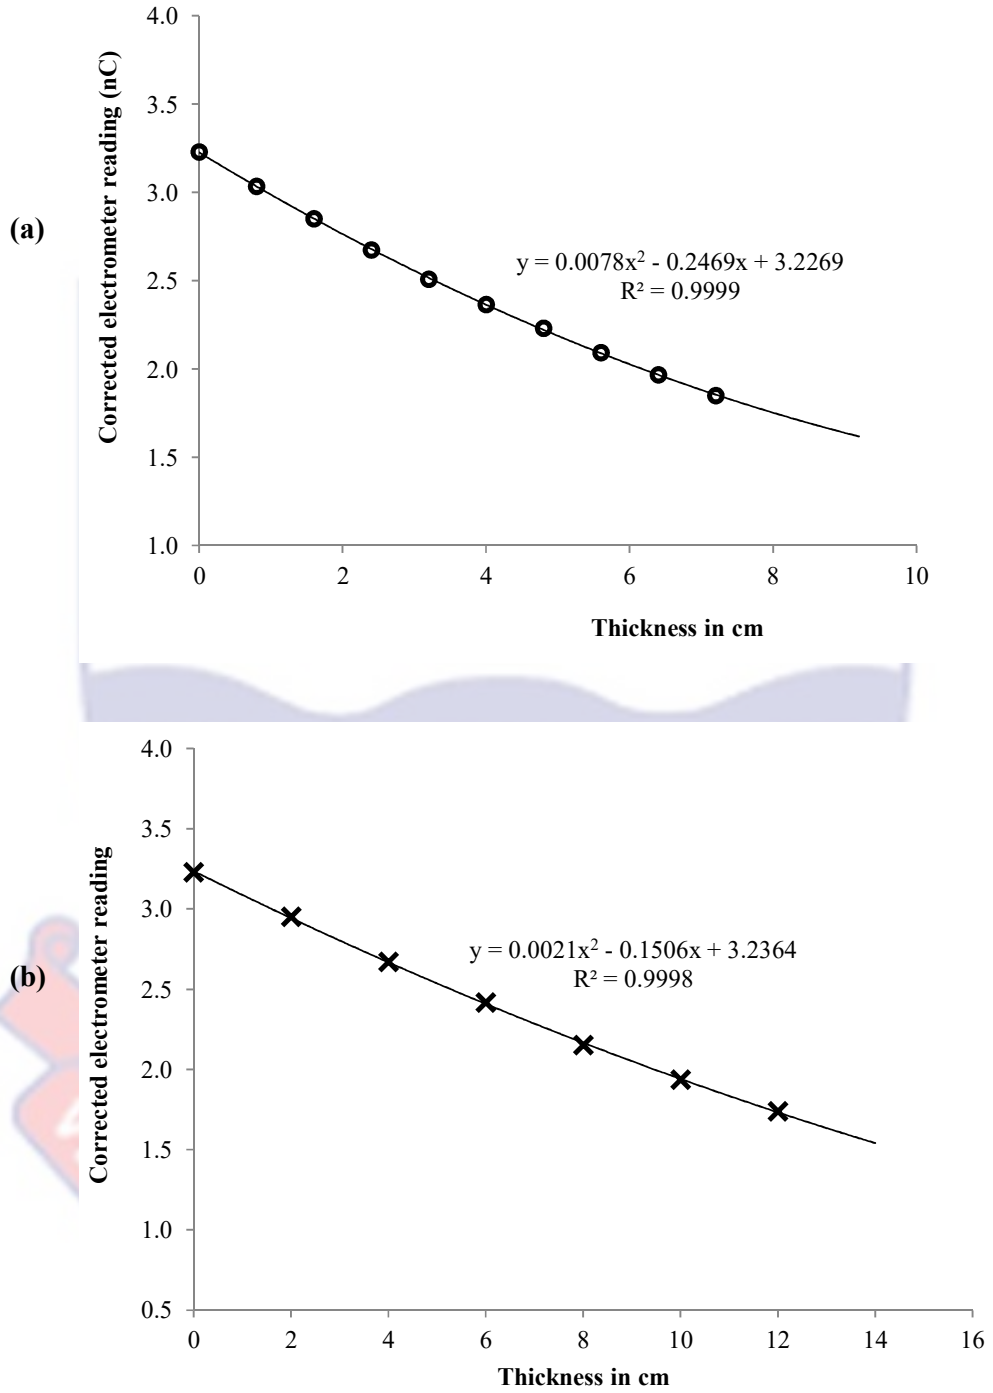 (a)
Corrected electrometer reading (nC)
4.0
3.5
3.0
2.5
2.0
1.5
1.0
y = 0.0078x² - 0.2469x + 3.2269
R² = 0.9999
0 2 4 6 8 10
Thickness in cm
(b)
Corrected electrometer reading
4.0
3.5
3.0
2.5
2.0
1.5
1.0
0.5
y = 0.0021x² - 0.1506x + 3.2364
R² = 0.9998
0 2 4 6 8 10 12 14 16
Thickness in cm